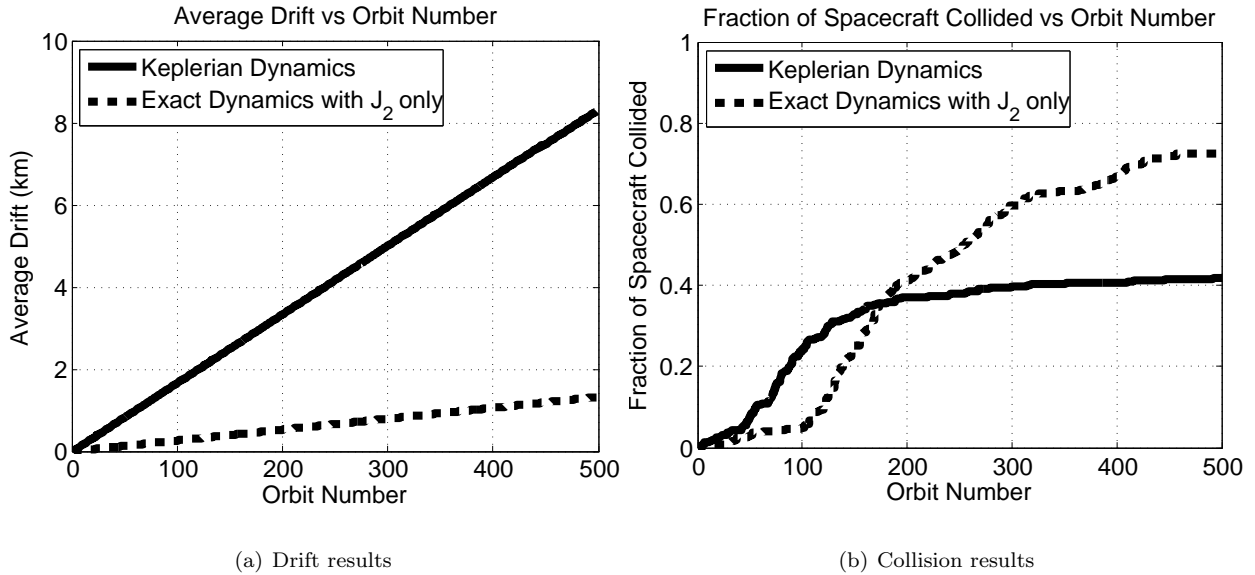 Average Drift vs Orbit Number
10
8
6
4
2
0
Average Drift (km)
Keplerian Dynamics
Exact Dynamics with J2 only
0 100 200 300 400 500
Orbit Number
(a) Drift results
Fraction of Spacecraft Collided vs Orbit Number
1
0.8
0.6
0.4
0.2
0
Fraction of Spacecraft Collided
Keplerian Dynamics
Exact Dynamics with J2 only
0 100 200 300 400 500
Orbit Number
(b) Collision results